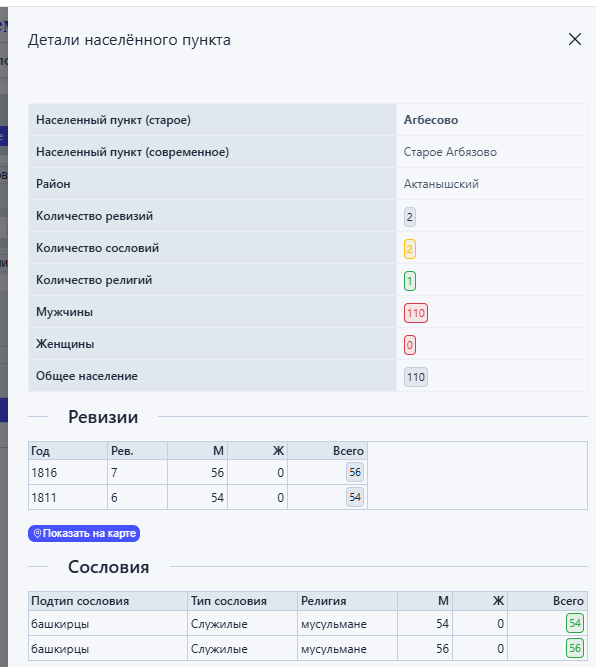 Детали населённого пункта
Населенный пункт (старое) Агбесово
Населенный пункт (современное) Старое Агбязово
Район Актанышский
Количество ревизий 2
Количество сословий 2
Количество религий 1
Мужчины 110
Женщины 0
Общее население 110
Ревизии
Год Рев. М Ж Всего
1816 7 56 0 56
1811 6 54 0 54
Показать на карте
Сословия
Подтип сословия Тип сословия Религия М Ж Всего
башкирцы Служилые мусульмане 54 0 54
башкирцы Служилые мусульмане 56 0 56